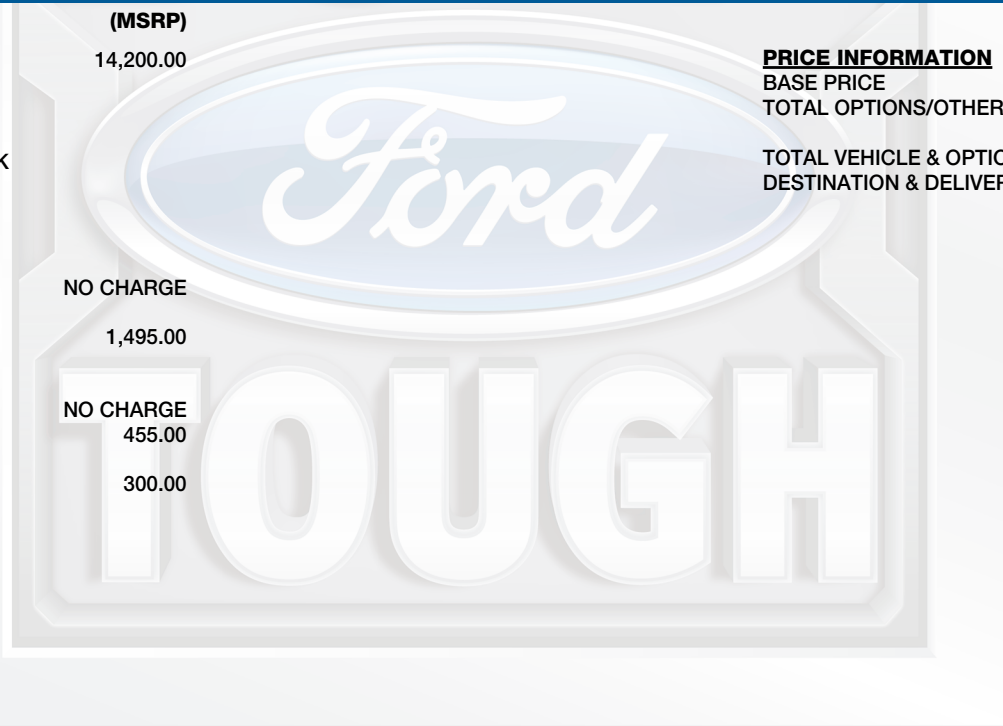 (MSRP)
14,200.00
K
NO CHARGE
1,495.00
NO CHARGE
455.00
300.00
PRICE INFORMATION
BASE PRICE
TOTAL OPTIONS/OTHER
TOTAL VEHICLE & OPTIO
DESTINATION & DELIVER
Ford
TOUGH